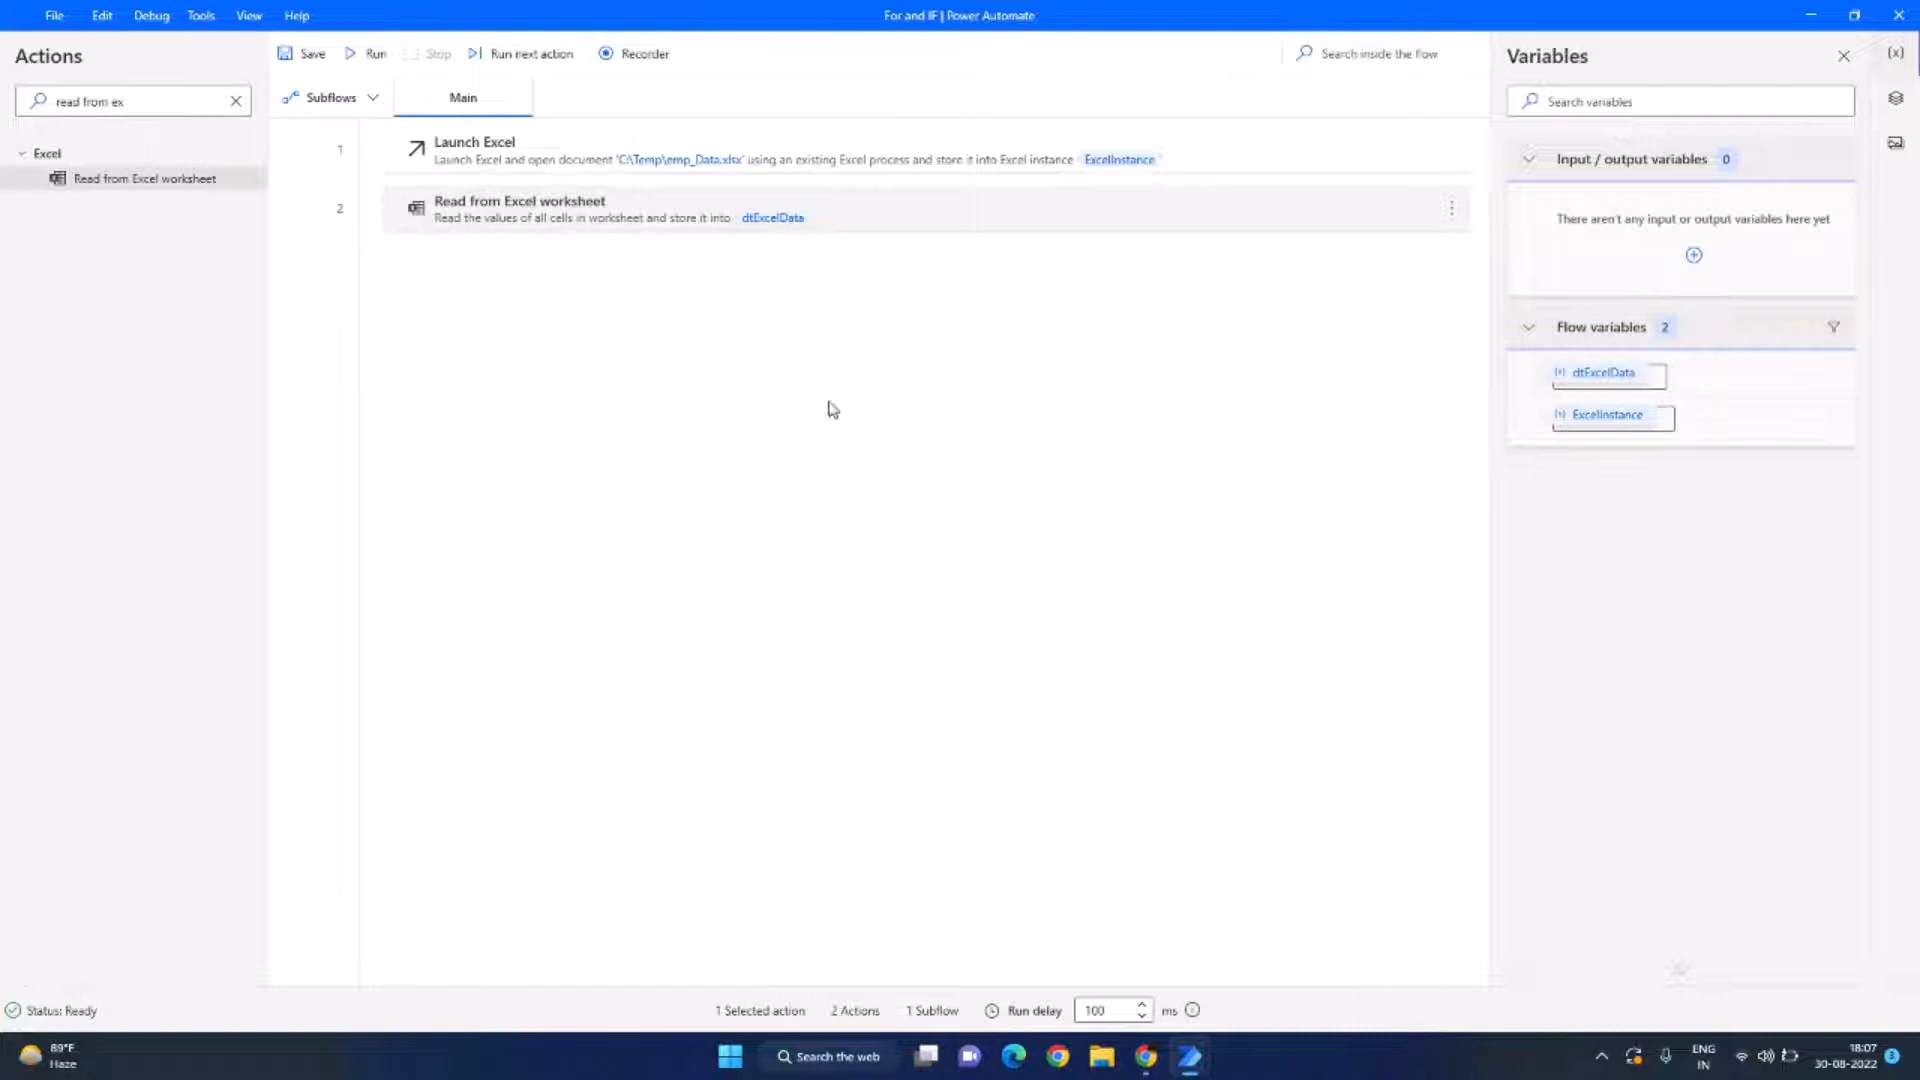 File Edit Debug Tools View Help
For and IF | Power Automate
Actions
Save Run Stop Run next action Recorder
Search inside the flow
Variables
{x}
read from ex
Subflows
Main
Search variables
Excel
Read from Excel worksheet
1
Launch Excel
Launch Excel and open document 'C:\Temp\emp_Data.xlsx' using an existing Excel process and store it into Excel instance ExcelInstance
2
Read from Excel worksheet
Read the values of all cells in worksheet and store it into dtExcelData
Input / output variables 0
There aren't any input or output variables here yet
Flow variables 2
{x} dtExcelData
{x} ExcelInstance
Status: Ready
1 Selected action 2 Actions 1 Subflow Run delay 100 ms
89°F
Haze
Search the web
ENG
IN
18:07
30-08-2022
3